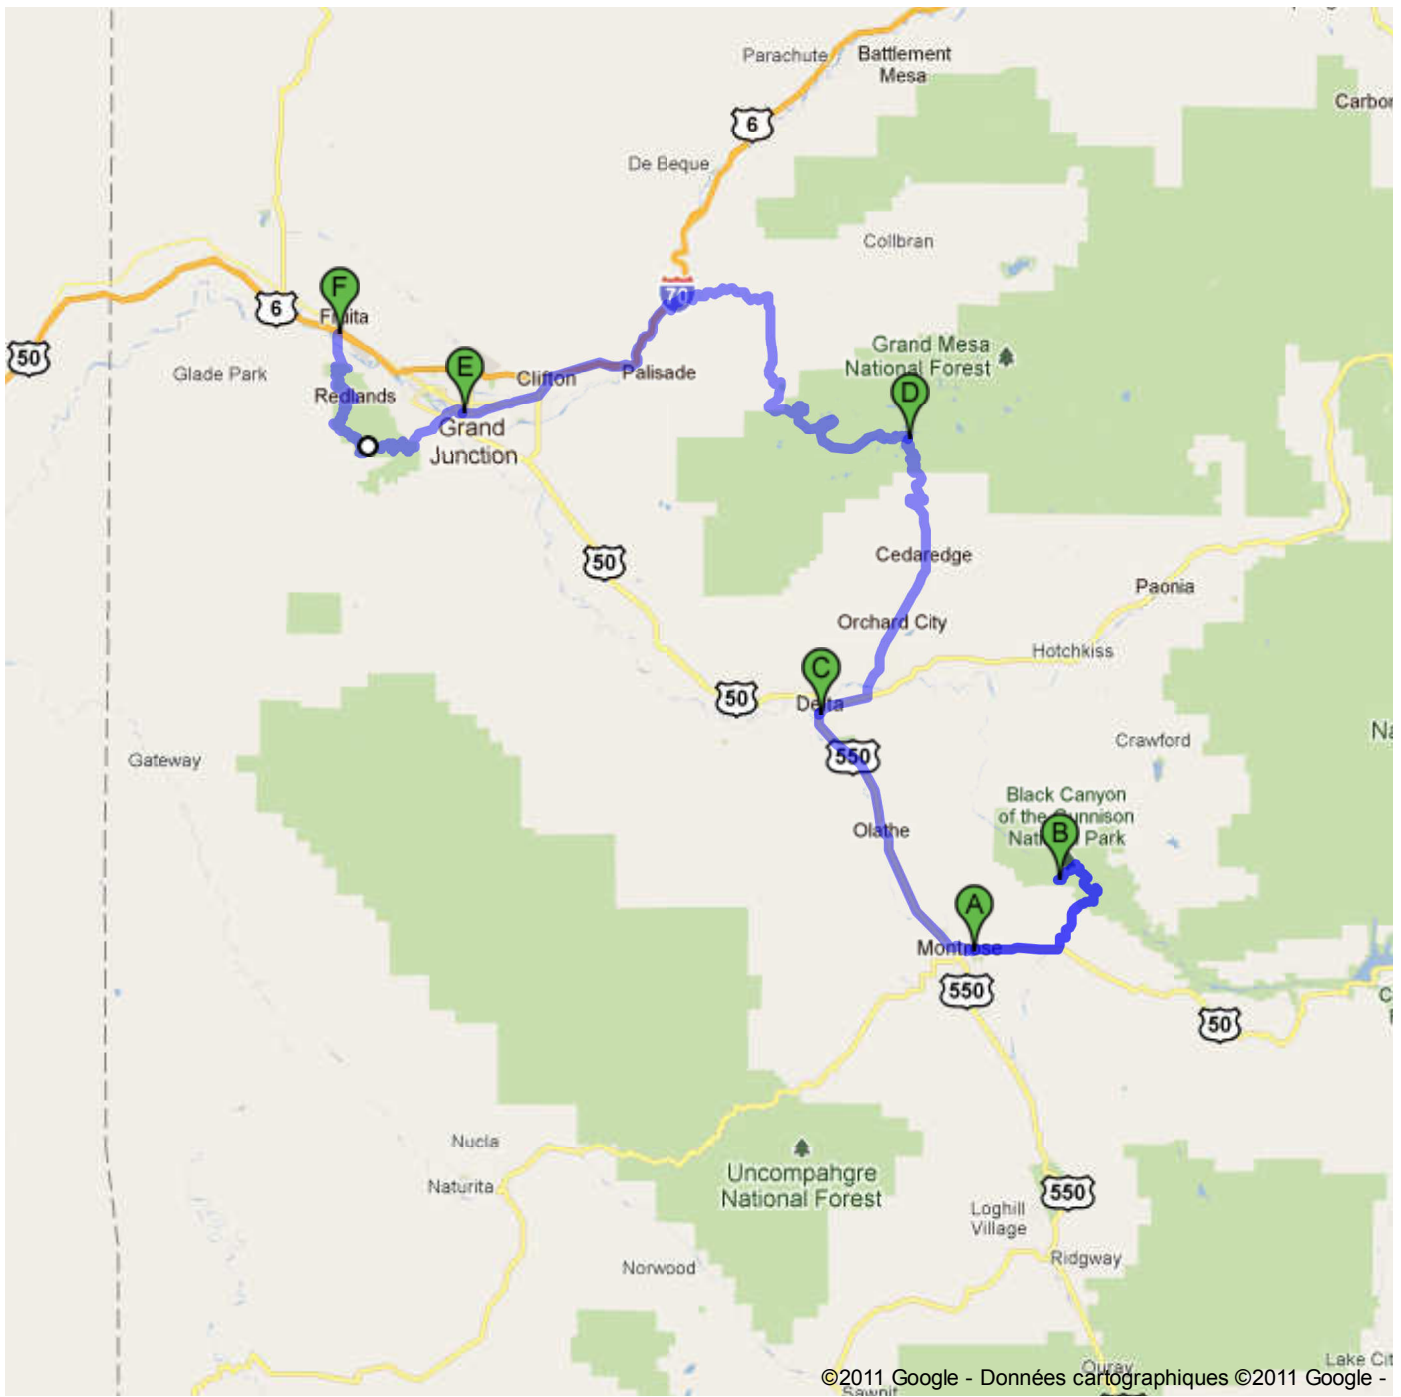 Parachute
Battlement
Mesa
Carbon
6
De Beque
Collbran
F
6
Fruita
70
50
Grand Mesa
National Forest
E
Glade Park
Clifton
Palisade
D
Redlands
Grand
Junction
50
Cedaredge
Paonia
Orchard City
Hotchkiss
C
50
Delta
Na
Crawford
550
Gateway
Black Canyon
of the Gunnison
National Park
B
Olathe
A
Montrose
550
50
Nucla
Uncompahgre
National Forest
Naturita
550
Loghill
Village
Ridgway
Norwood
Lake Cit
Ouray
©2011 Google - Données cartographiques ©2011 Google -
Sawpit